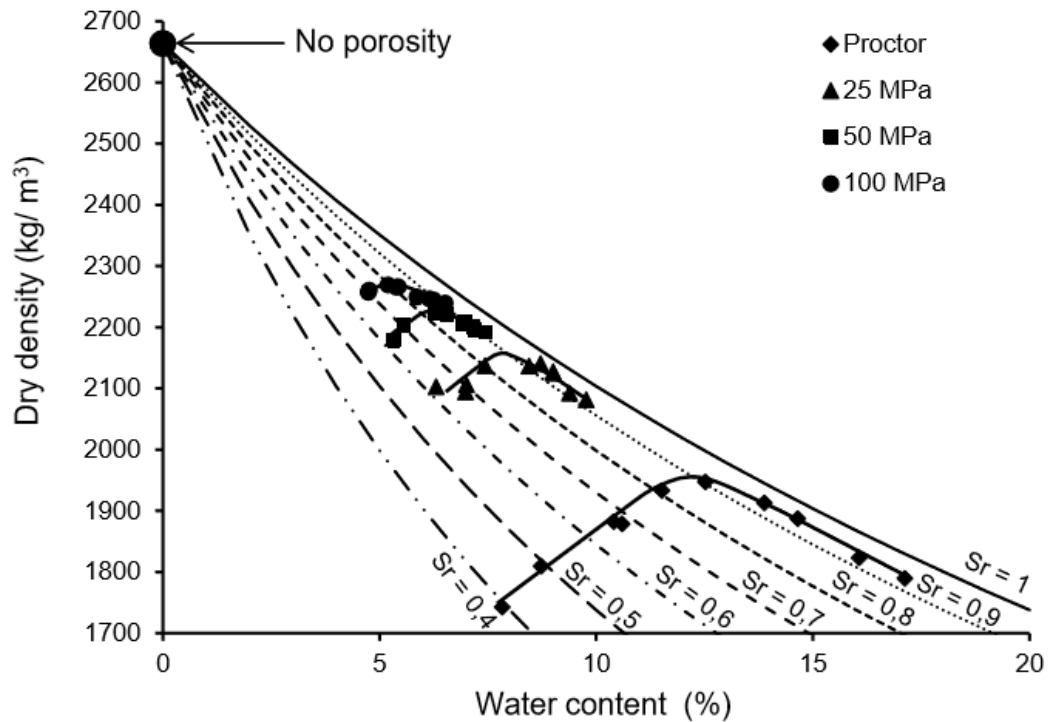 2700
2600
2500
2400
2300
2200
2100
2000
1900
1800
1700
Dry density (kg/ m³)
No porosity
Proctor
25 MPa
50 MPa
100 MPa
Sr = 0,4
Sr = 0,5
Sr = 0,6
Sr = 0,7
Sr = 0,8
Sr = 0,9
Sr = 1
0
5
10
15
20
Water content (%)